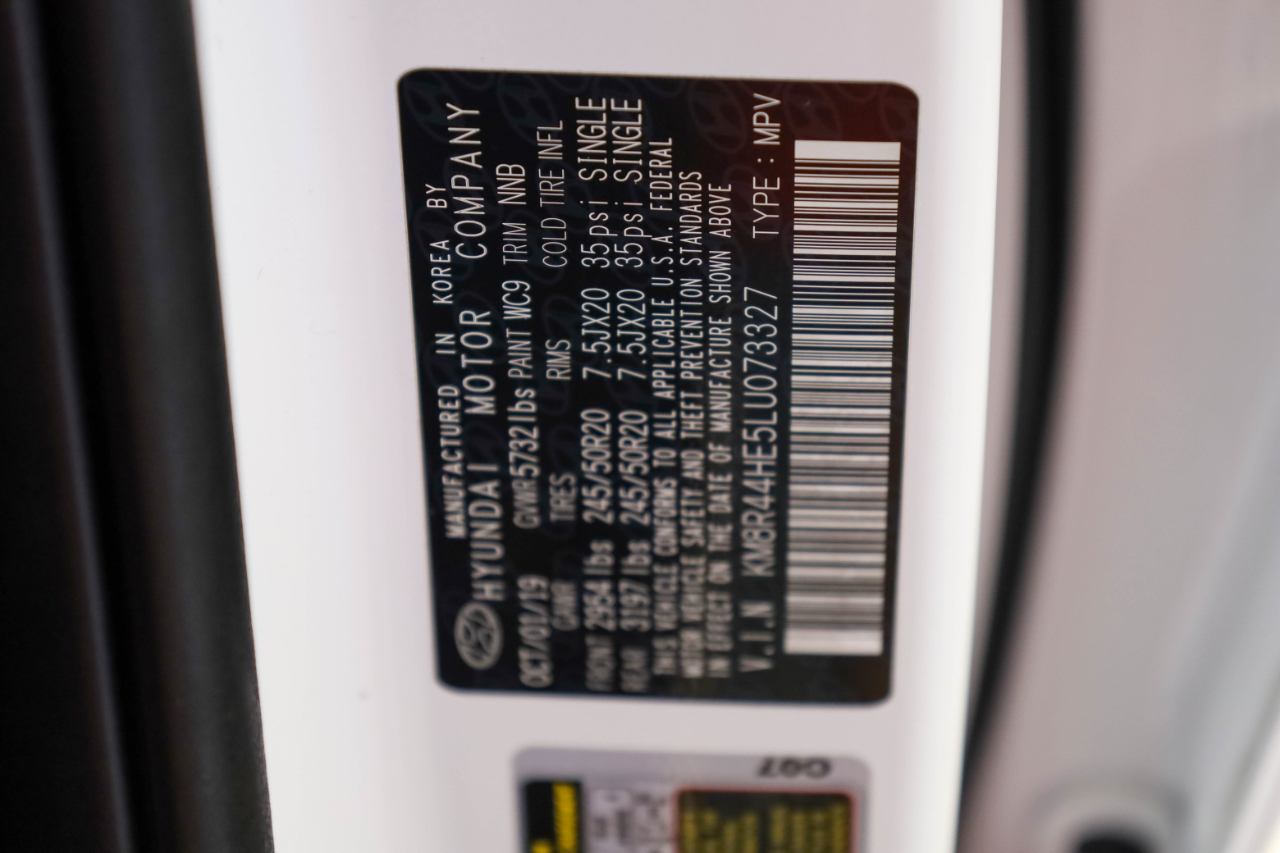 MANUFACTURED IN KOREA BY
HYUNDAI MOTOR COMPANY
OCT/01/19 GVWR 5732lbs PAINT WC9 TRIM NNB
GAWR TIRES RIMS COLD TIRE INFL
FRONT 2954 lbs 245/50R20 7.5JX20 35psi SINGLE
REAR 3197 lbs 245/50R20 7.5JX20 35psi SINGLE
THIS VEHICLE CONFORMS TO ALL APPLICABLE U.S.A. FEDERAL
MOTOR VEHICLE SAFETY AND THEFT PREVENTION STANDARDS
IN EFFECT ON THE DATE OF MANUFACTURE SHOWN ABOVE
V.I.N KM8R44HE5LU073327 TYPE : MPV